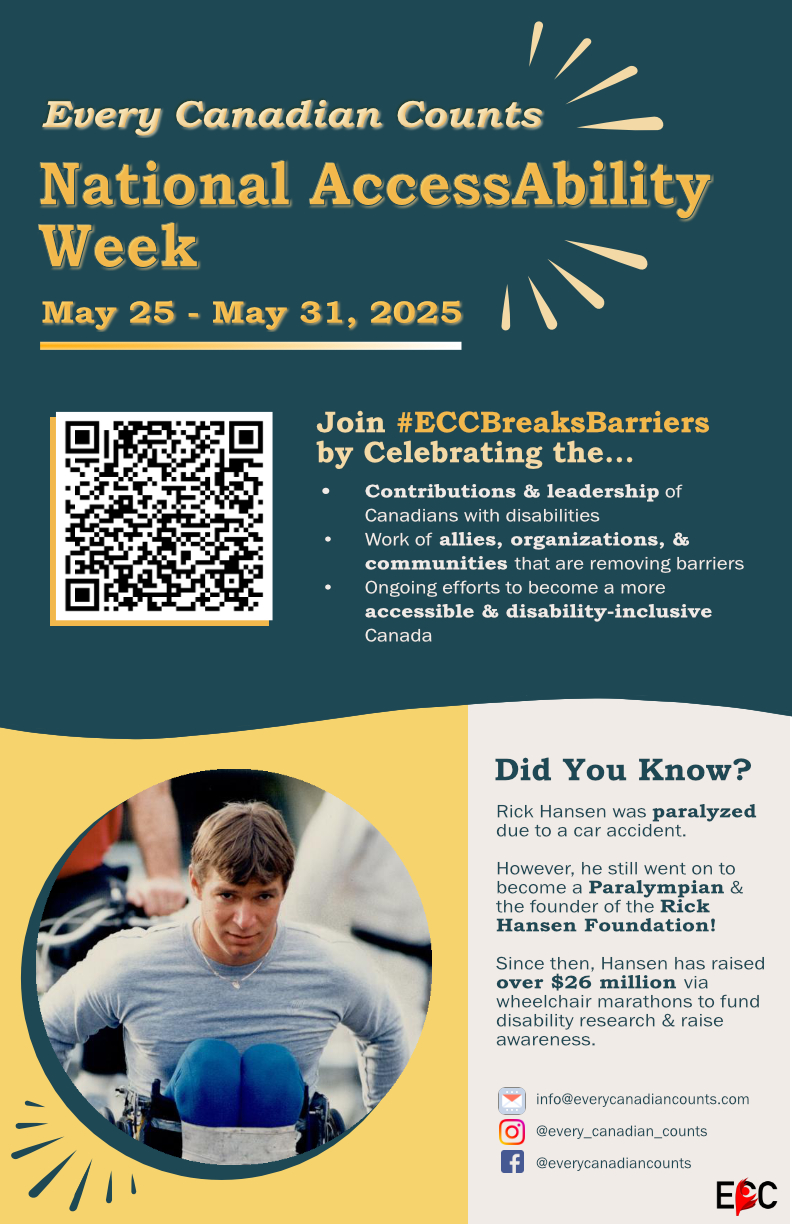 Every Canadian Counts
National AccessAbility
Week
May 25 - May 31, 2025
Join #ECCBreaksBarriers
by Celebrating the...
• Contributions & leadership of
Canadians with disabilities
• Work of allies, organizations, &
communities that are removing barriers
• Ongoing efforts to become a more
accessible & disability-inclusive
Canada
Did You Know?
Rick Hansen was paralyzed
due to a car accident.
However, he still went on to
become a Paralympian &
the founder of the Rick
Hansen Foundation!
Since then, Hansen has raised
over $26 million via
wheelchair marathons to fund
disability research & raise
awareness.
info@everycanadiancounts.com
@every_canadian_counts
@everycanadiancounts
ECC